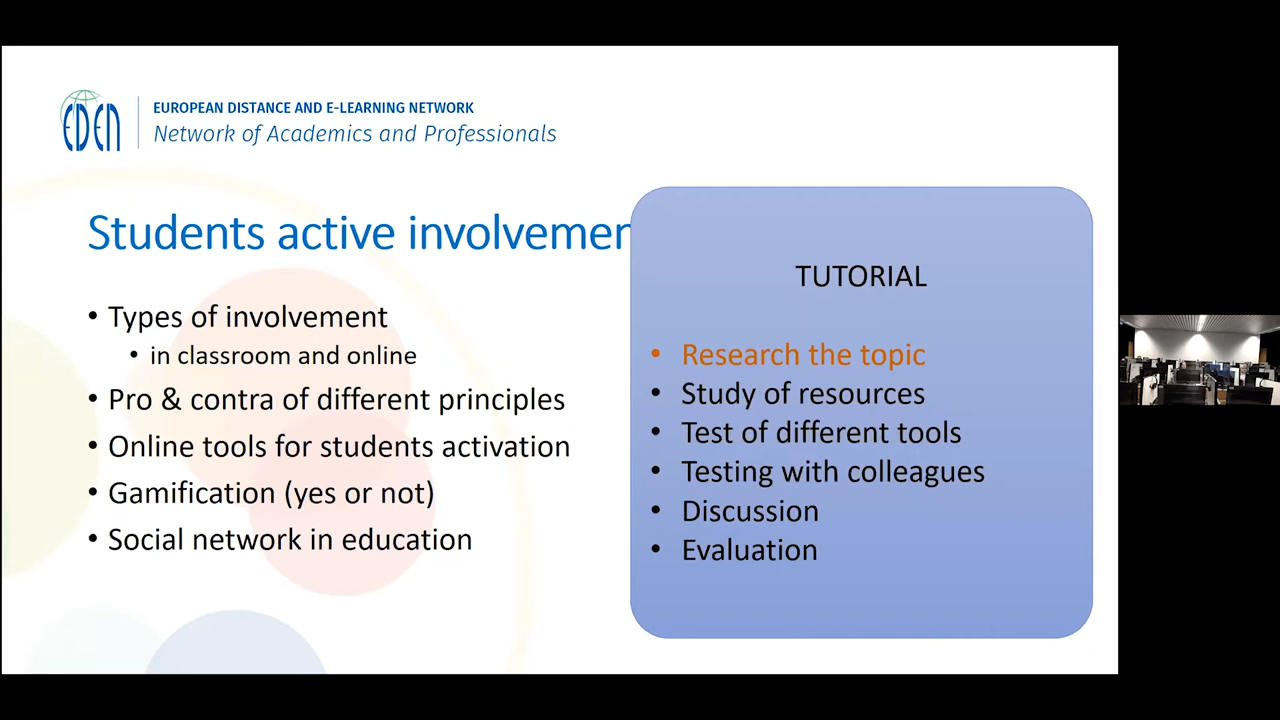 EDEN
EUROPEAN DISTANCE AND E-LEARNING NETWORK
Network of Academics and Professionals
Students active involvemen
• Types of involvement
• in classroom and online
• Pro & contra of different principles
• Online tools for students activation
• Gamification (yes or not)
• Social network in education
TUTORIAL
• Research the topic
• Study of resources
• Test of different tools
• Testing with colleagues
• Discussion
• Evaluation